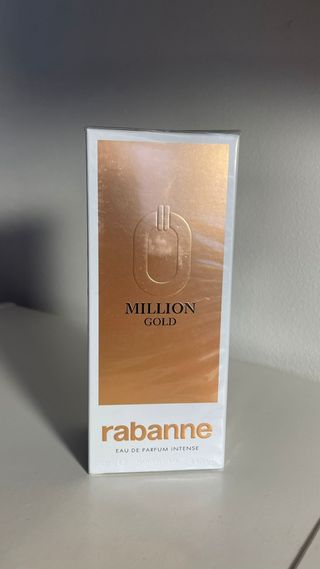 MILLION
GOLD
rabanne
EAU DE PARFUM INTENSE